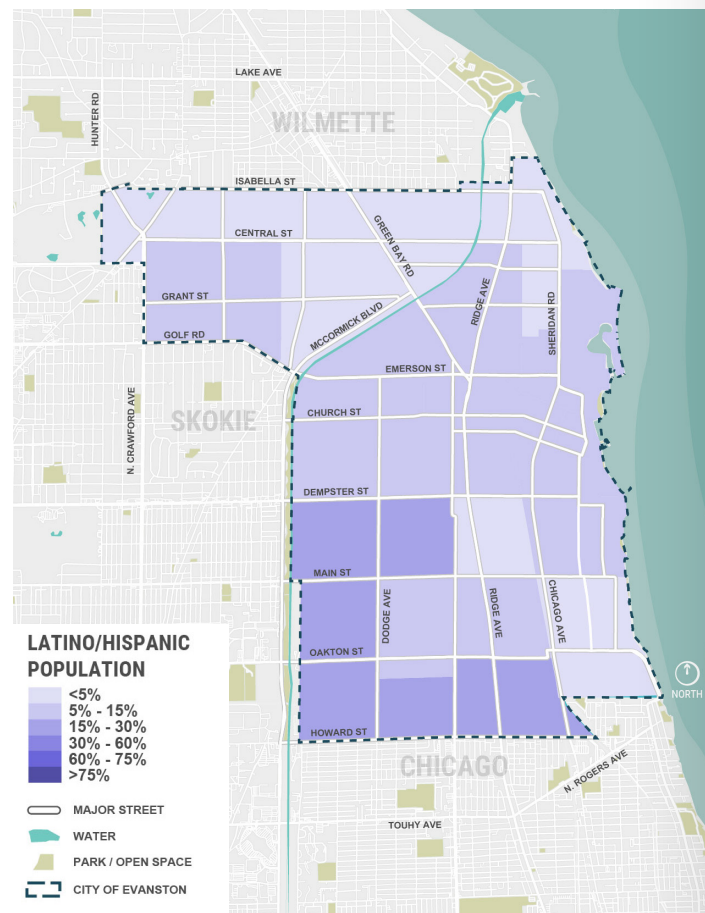 LAKE AVE
HUNTER RD
WILMETTE
ISABELLA ST
CENTRAL ST
GREEN BAY RD
GRANT ST
RIDGE AVE
SHERIDAN RD
MCCORMICK BLVD
GOLF RD
EMERSON ST
N. CRAWFORD AVE
SKOKIE
CHURCH ST
DEMPSTER ST
MAIN ST
DODGE AVE
RIDGE AVE
CHICAGO AVE
OAKTON ST
HOWARD ST
NORTH
CHICAGO
N. ROGERS AVE
TOUHY AVE
LATINO/HISPANIC
POPULATION
<5%
5% - 15%
15% - 30%
30% - 60%
60% - 75%
>75%
MAJOR STREET
WATER
PARK / OPEN SPACE
CITY OF EVANSTON